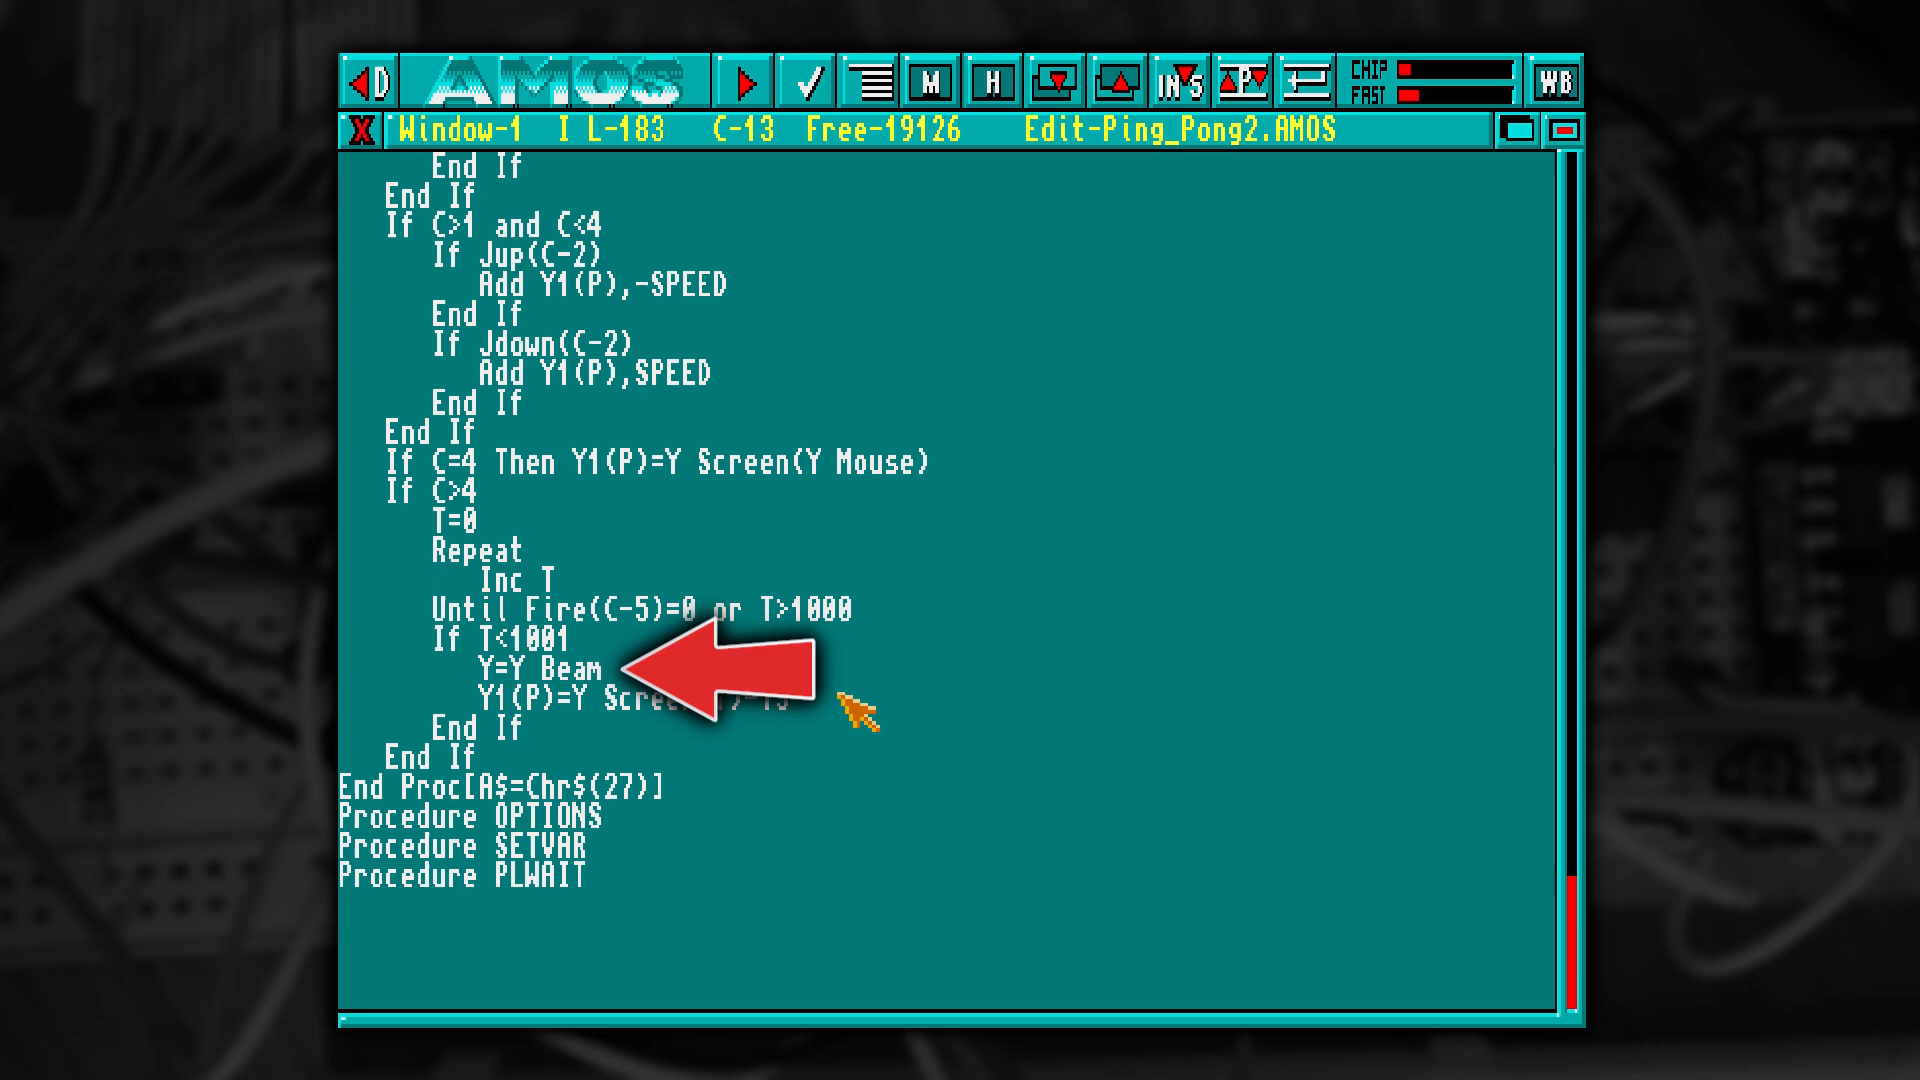 D AMOS M H INS P CHIP FAST WB
X Window-1 I L-183 C-13 Free-19126 Edit-Ping_Pong2.AMOS
End If
End If
If C>1 and C<4
If Jup(C-2)
Add Y1(P),-SPEED
End If
If Jdown(C-2)
Add Y1(P),SPEED
End If
End If
If C=4 Then Y1(P)=Y Screen(Y Mouse)
If C>4
T=0
Repeat
Inc T
Until Fire(C-5)=0 or T>1000
If T<1001
Y=Y Beam
Y1(P)=Y
End If
End If
End Proc[A$=Chr$(27)]
Procedure OPTIONS
Procedure SETVAR
Procedure PLWAIT